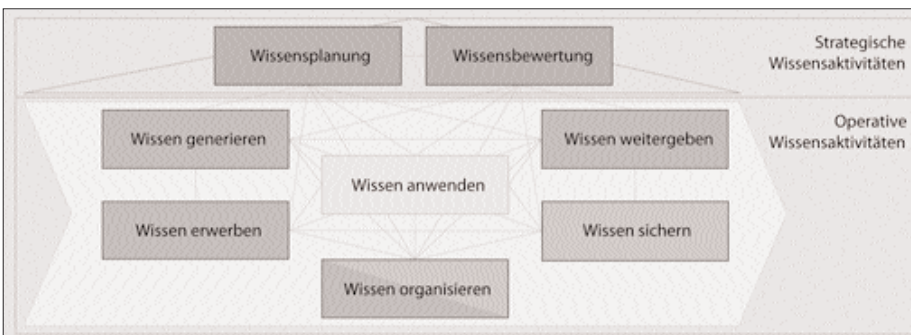 Wissensplanung
Wissensbewertung
Strategische
Wissensaktivitäten
Wissen generieren
Wissen weitergeben
Operative
Wissensaktivitäten
Wissen anwenden
Wissen erwerben
Wissen sichern
Wissen organisieren